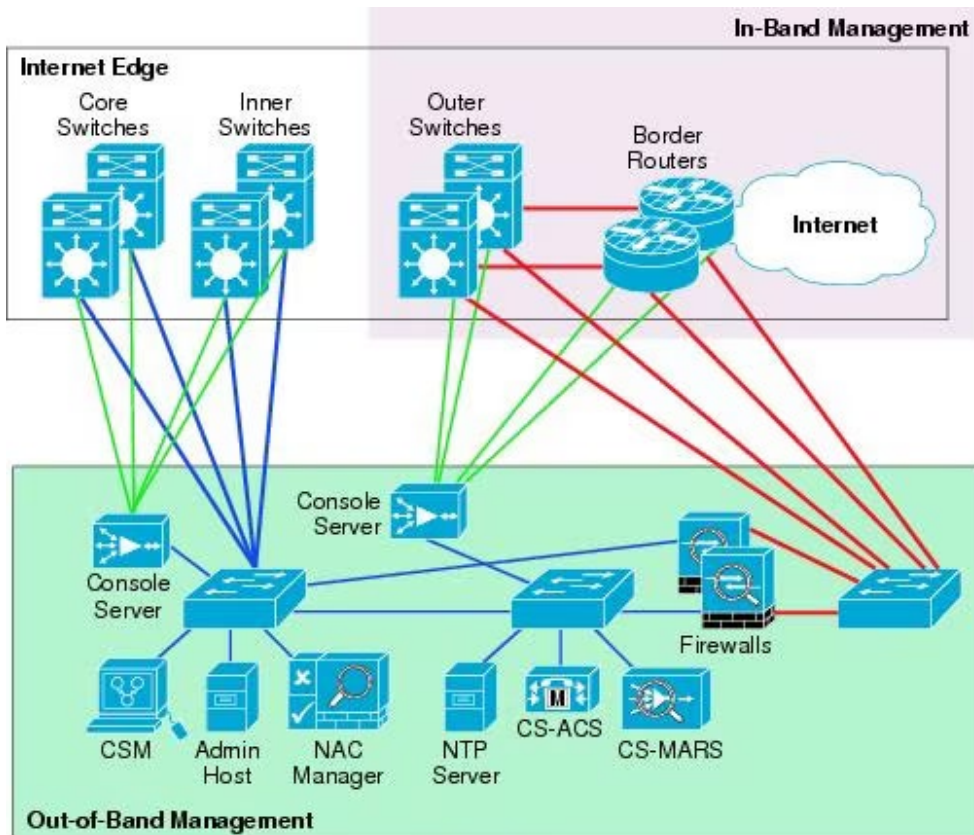 In-Band Management
Internet Edge
Core
Switches
Inner
Switches
Outer
Switches
Border
Routers
Internet
Console
Server
Console
Server
Firewalls
CSM
Admin
Host
NAC
Manager
NTP
Server
M
CS-ACS
CS-MARS
Out-of-Band Management